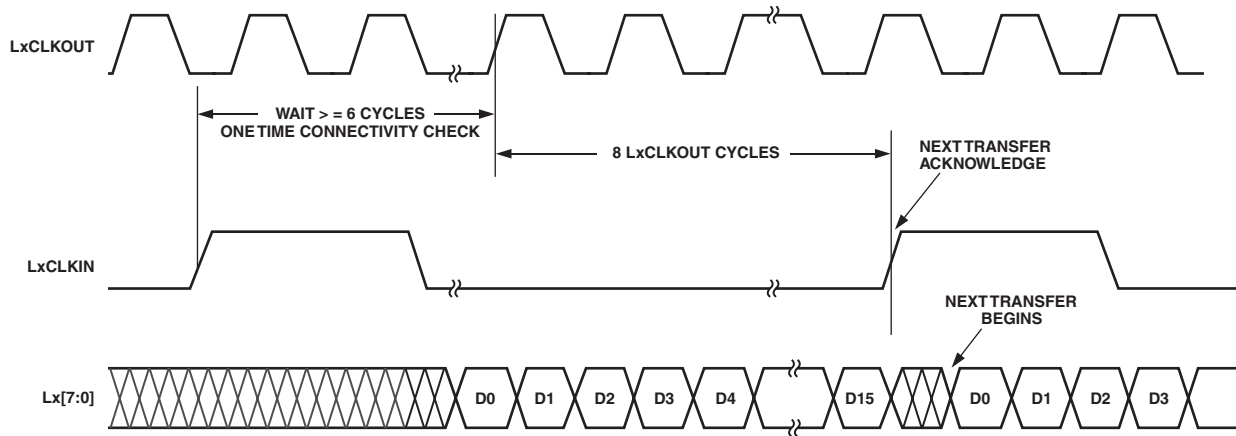 LxCLKOUT
WAIT > = 6 CYCLES
ONE TIME CONNECTIVITY CHECK
8 LxCLKOUT CYCLES
NEXT TRANSFER
ACKNOWLEDGE
LxCLKIN
NEXT TRANSFER
BEGINS
Lx[7:0]
D0 D1 D2 D3 D4 D15 D0 D1 D2 D3